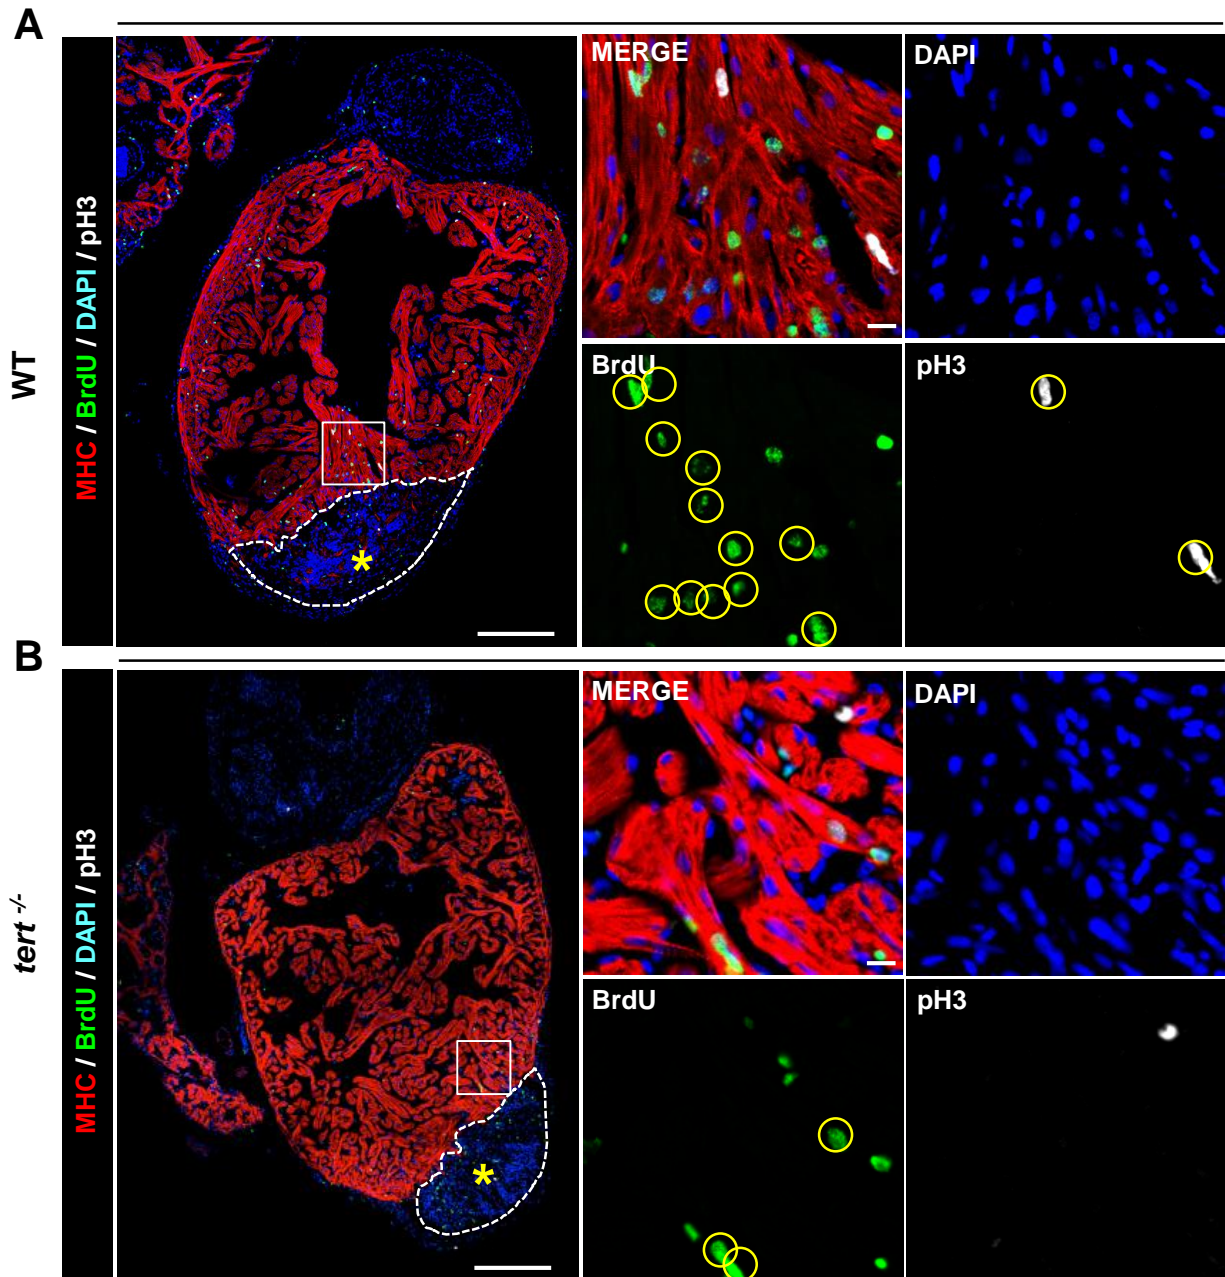 A
WT
MHC / BrdU / DAPI / pH3
MERGE
DAPI
BrdU
pH3
*
B
tert -/-
MHC / BrdU / DAPI / pH3
MERGE
DAPI
BrdU
pH3
*